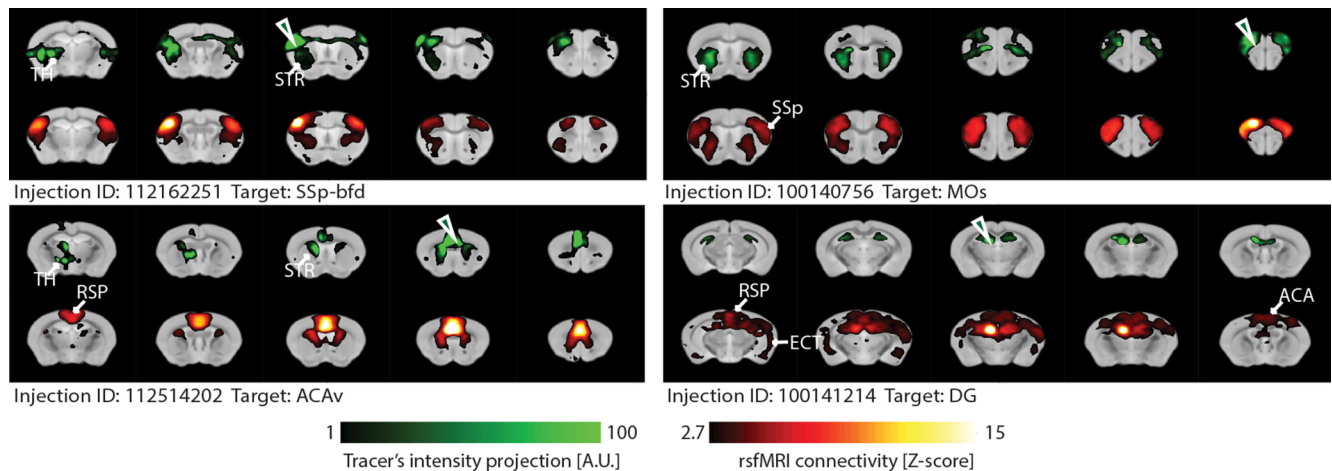 TH
STR
Injection ID: 112162251 Target: SSp-bfd
STR
SSp
Injection ID: 100140756 Target: MOs
TH
STR
RSP
Injection ID: 112514202 Target: ACAv
RSP
ECT
ACA
Injection ID: 100141214 Target: DG
1 100
Tracer's intensity projection [A.U.]
2.7 15
rsfMRI connectivity [Z-score]